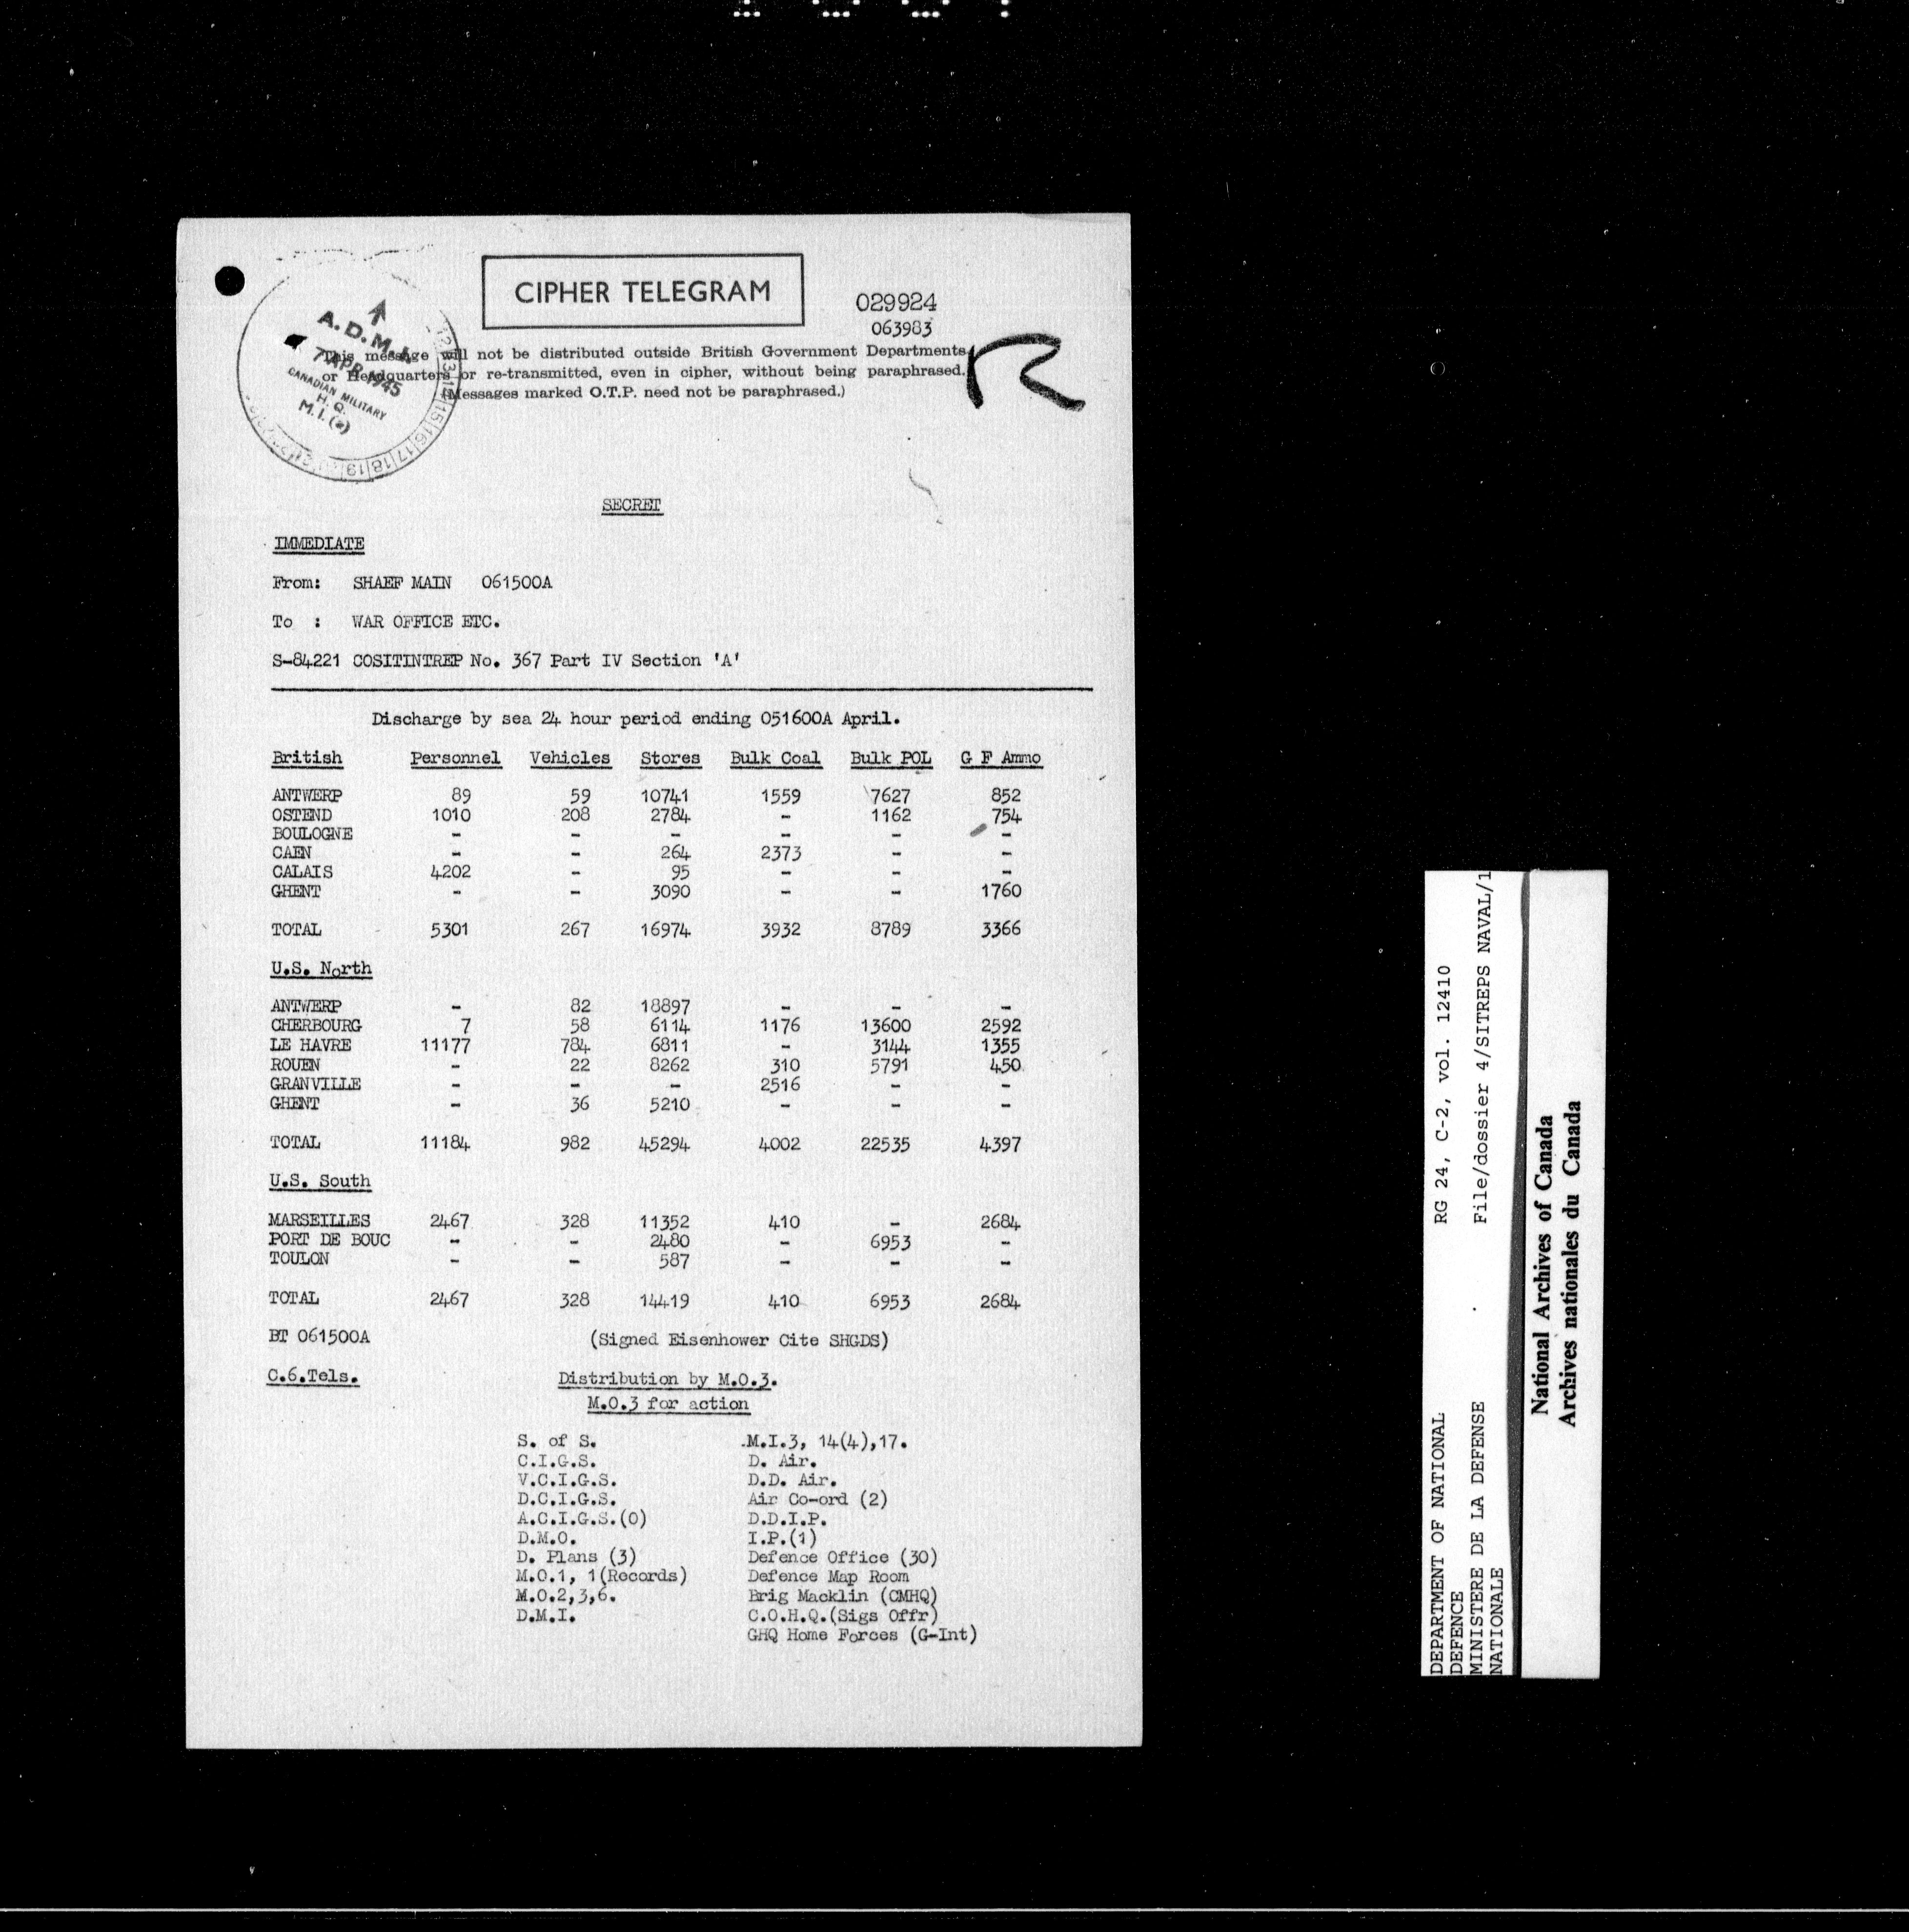 CIPHER TELEGRAM
029924
063983
R
A.D.M.I.
7 APR 1945
CANADIAN MILITARY
H. Q.
M. I.
This message will not be distributed outside British Government Departments
or Headquarters or re-transmitted, even in cipher, without being paraphrased.
(Messages marked O.T.P. need not be paraphrased.)
SECRET
IMMEDIATE
From: SHAEF MAIN 061500A
To : WAR OFFICE ETC.
S-84221 COSITINTREP No. 367 Part IV Section 'A'
Discharge by sea 24 hour period ending 051600A April.
British Personnel Vehicles Stores Bulk Coal Bulk POL G F Ammo
ANTWERP 89 59 10741 1559 7627 852
OSTEND 1010 208 2784 - 1162 754
BOULOGNE - - - - - -
CAEN - - 264 2373 - -
CALAIS 4202 - 95 - - -
GHENT - - 3090 - - 1760
TOTAL 5301 267 16974 3932 8789 3366
U.S. North
ANTWERP - 82 18897 - - -
CHERBOURG 7 58 6114 1176 13600 2592
LE HAVRE 11177 784 6811 - 3144 1355
ROUEN - 22 8262 310 5791 450
GRANVILLE - - - 2516 - -
GHENT - 36 5210 - - -
TOTAL 11184 982 45294 4002 22535 4397
U.S. South
MARSEILLES 2467 328 11352 410 - 2684
PORT DE BOUC - - 2480 - 6953 -
TOULON - - 587 - - -
TOTAL 2467 328 14419 410 6953 2684
BT 061500A (Signed Eisenhower Cite SHGDS)
C.6.Tels. Distribution by M.O.3.
M.O.3 for action
S. of S. M.I.3, 14(4),17.
C.I.G.S. D. Air.
V.C.I.G.S. D.D. Air.
D.C.I.G.S. Air Co-ord (2)
A.C.I.G.S.(O) D.D.I.P.
D.M.O. I.P.(1)
D. Plans (3) Defence Office (30)
M.O.1, 1(Records) Defence Map Room
M.O.2,3,6. Brig Macklin (CMHQ)
D.M.I. C.O.H.Q.(Sigs Offr)
GHQ Home Forces (G-Int)
DEPARTMENT OF NATIONAL RG 24, C-2, vol. 12410
DEFENCE
MINISTERE DE LA DEFENSE File/dossier 4/SITREPS NAVAL/1
NATIONALE
National Archives of Canada
Archives nationales du Canada